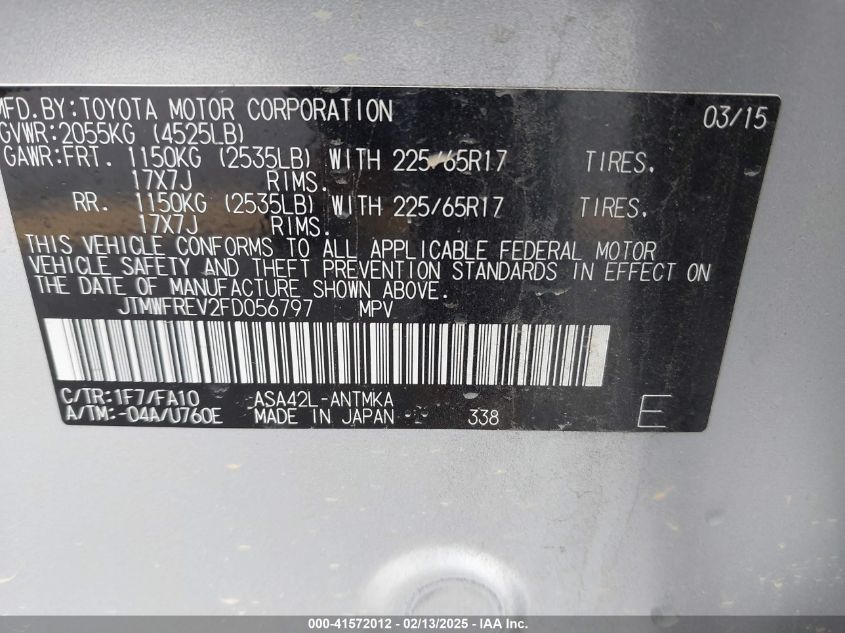 MFD.BY:TOYOTA MOTOR CORPORATION 03/15
GVWR:2055KG (4525LB)
GAWR:FRT. 1150KG (2535LB) WITH 225/65R17 TIRES.
17X7J RIMS.
RR. 1150KG (2535LB) WITH 225/65R17 TIRES.
17X7J RIMS.
THIS VEHICLE CONFORMS TO ALL APPLICABLE FEDERAL MOTOR
VEHICLE SAFETY AND THEFT PREVENTION STANDARDS IN EFFECT ON
THE DATE OF MANUFACTURE SHOWN ABOVE.
JTMWFREV2FD056797 MPV
C/TR:1F7/FA10 ASA42L-ANTMKA
A/TM:-04A/U760E MADE IN JAPAN 338 E
000-41572012 - 02/13/2025 - IAA, Inc.